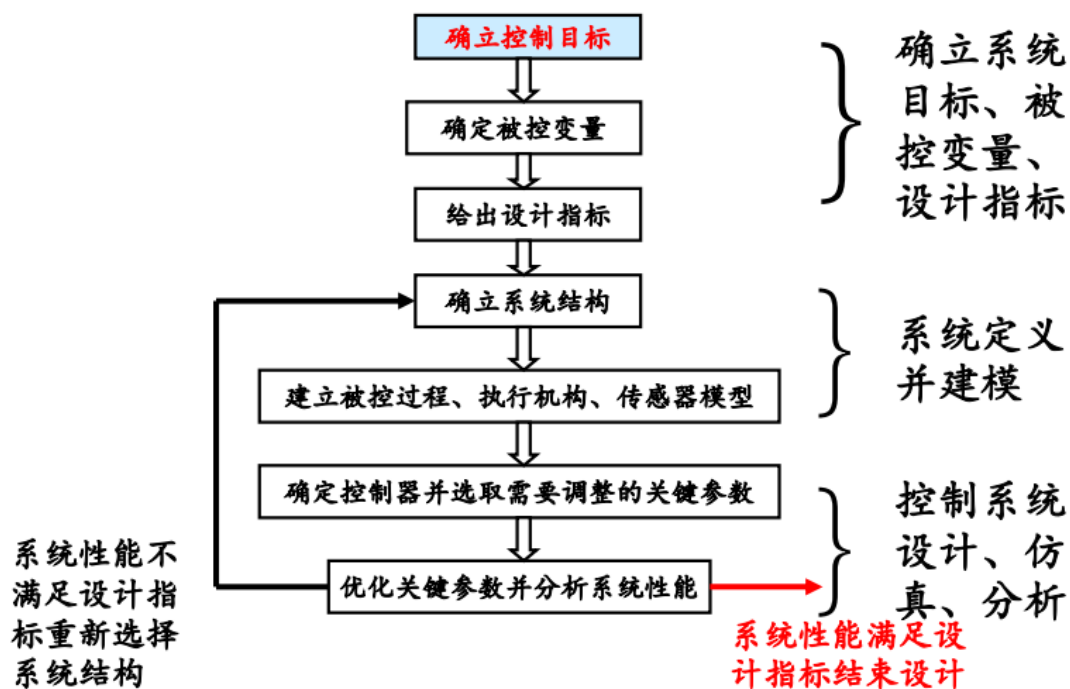 确立控制目标
确定被控变量
给出设计指标
确立系统结构
建立被控过程、执行机构、传感器模型
确定控制器并选取需要调整的关键参数
优化关键参数并分析系统性能
确立系统
目标、被
控变量、
设计指标
系统定义
并建模
控制系统
设计、仿
真、分析
系统性能不
满足设计指
标重新选择
系统结构
系统性能满足设
计指标结束设计